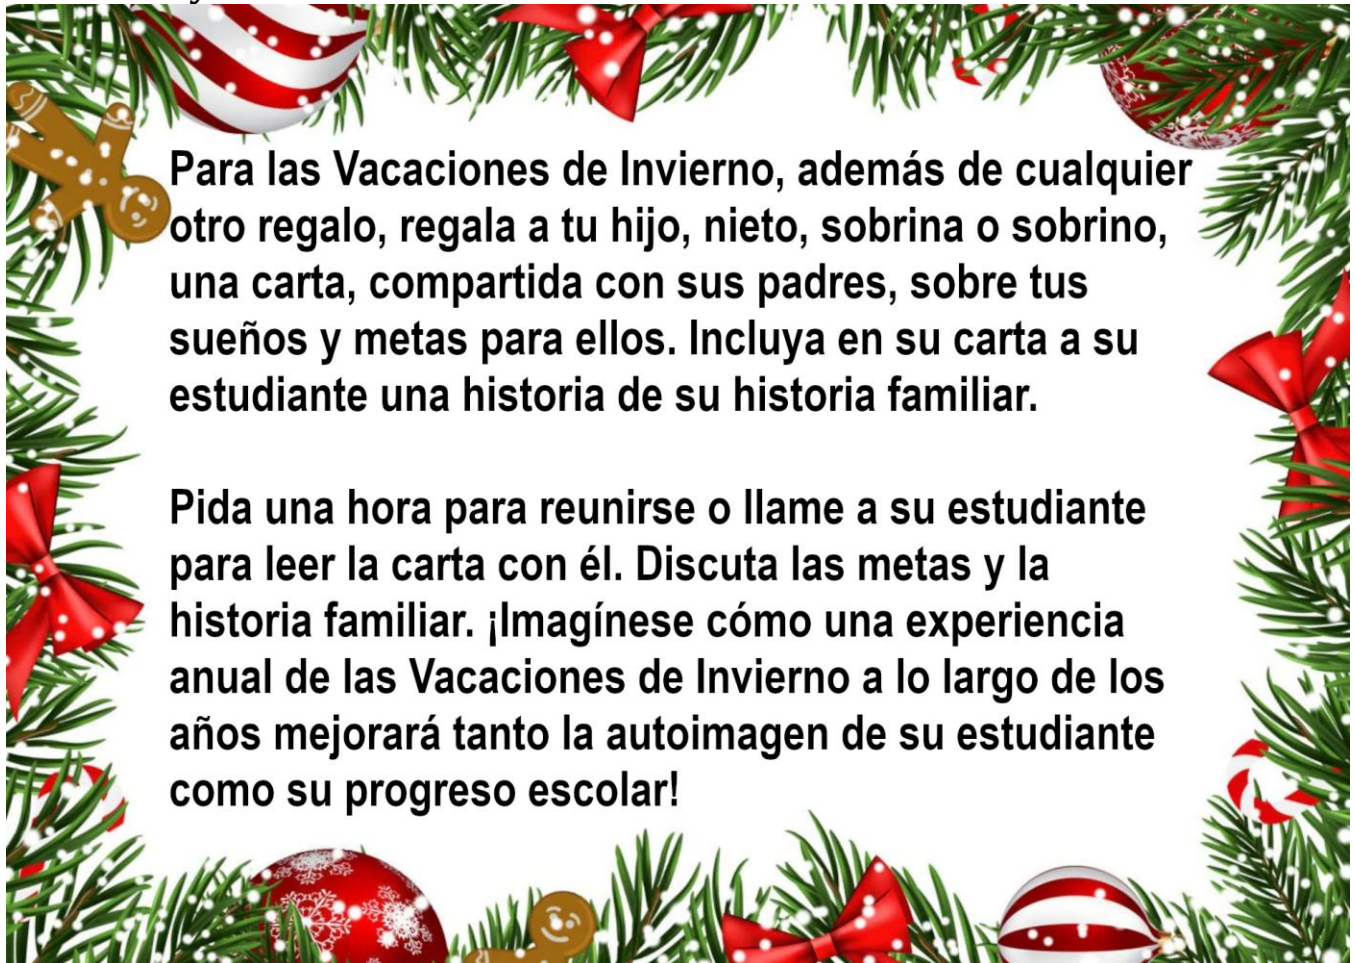 Para las Vacaciones de Invierno, además de cualquier
otro regalo, regala a tu hijo, nieto, sobrina o sobrino,
una carta, compartida con sus padres, sobre tus
sueños y metas para ellos. Incluya en su carta a su
estudiante una historia de su historia familiar.
Pida una hora para reunirse o llame a su estudiante
para leer la carta con él. Discuta las metas y la
historia familiar. ¡Imagínese cómo una experiencia
anual de las Vacaciones de Invierno a lo largo de los
años mejorará tanto la autoimagen de su estudiante
como su progreso escolar!